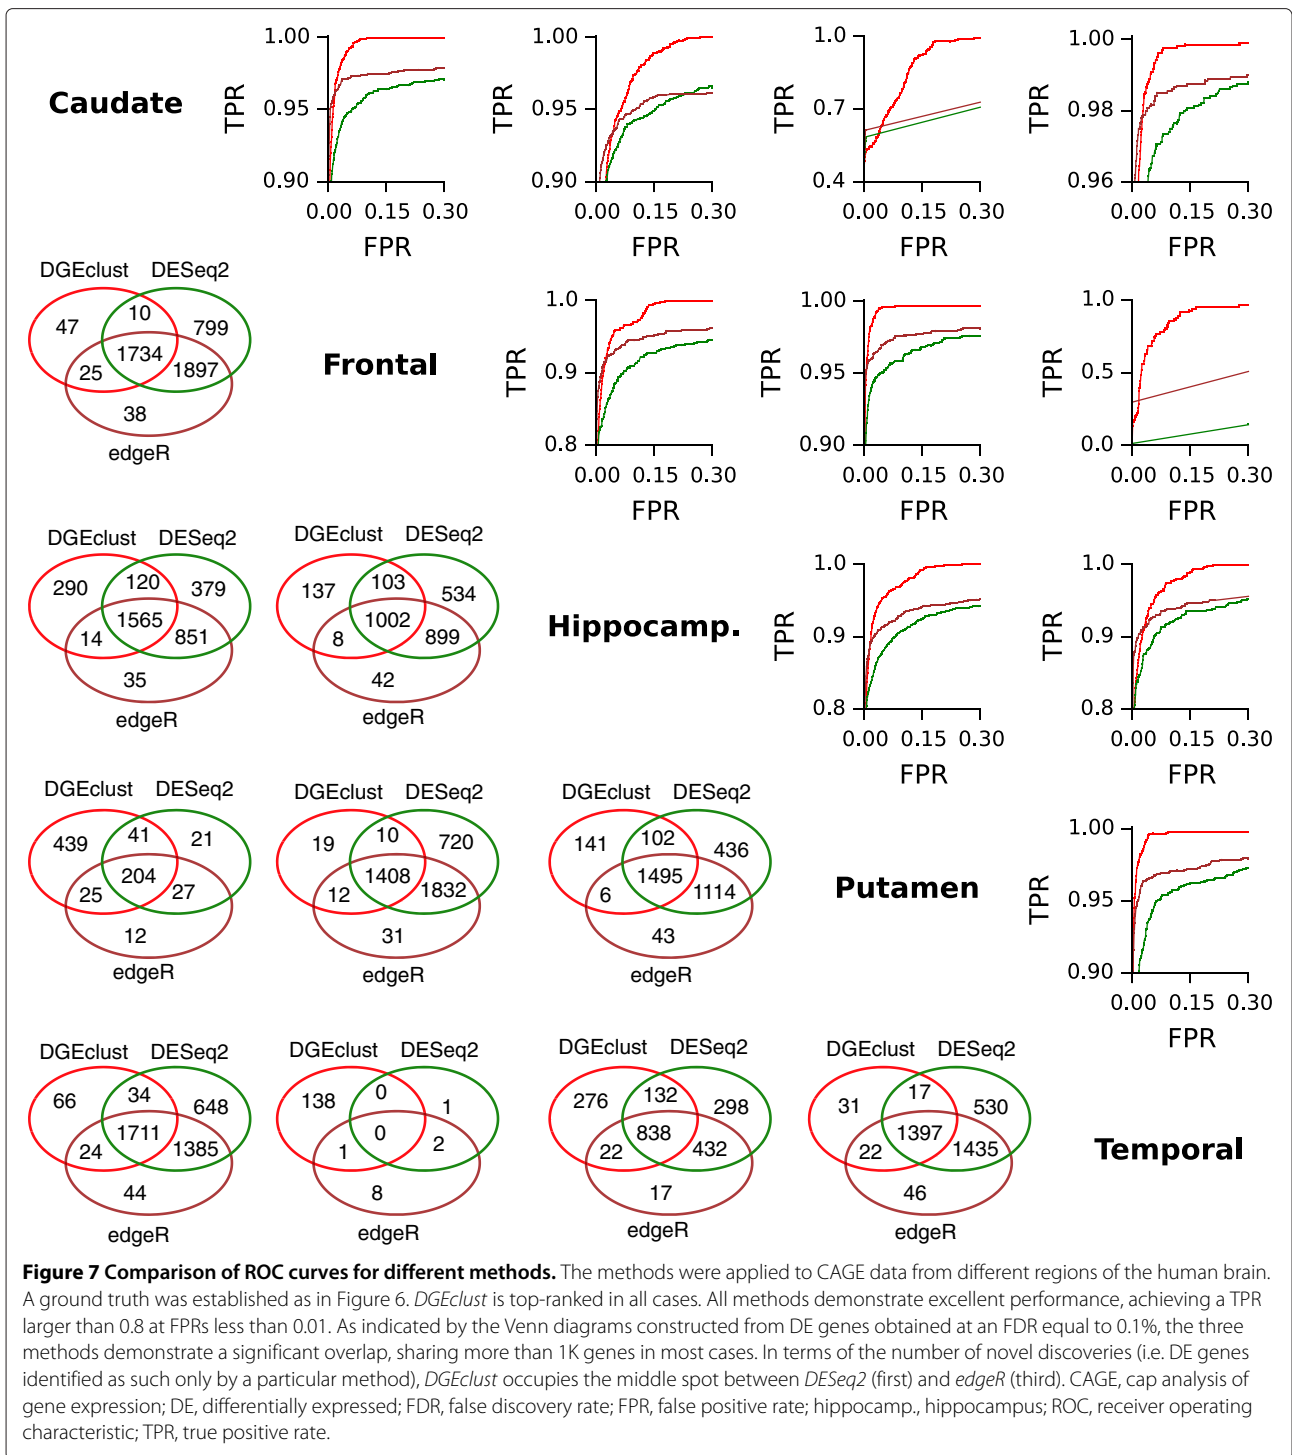 Caudate
TPR
1.00
0.95
0.90
0.00 0.15 0.30
FPR
TPR
1.00
0.95
0.90
0.00 0.15 0.30
FPR
TPR
1.0
0.7
0.4
0.00 0.15 0.30
FPR
TPR
1.00
0.98
0.96
0.00 0.15 0.30
FPR
DGEclust DESeq2
47 10 799
1734
25 1897
38
edgeR
Frontal
TPR
1.0
0.9
0.8
0.00 0.15 0.30
FPR
TPR
1.00
0.95
0.90
0.00 0.15 0.30
FPR
TPR
1.0
0.5
0.0
0.00 0.15 0.30
FPR
DGEclust DESeq2
290 120 379
1565
14 851
35
edgeR
DGEclust DESeq2
137 103 534
1002
8 899
42
edgeR
Hippocamp.
TPR
1.0
0.9
0.8
0.00 0.15 0.30
FPR
TPR
1.0
0.9
0.8
0.00 0.15 0.30
FPR
DGEclust DESeq2
439 41 21
204
25 27
12
edgeR
DGEclust DESeq2
19 10 720
1408
12 1832
31
edgeR
DGEclust DESeq2
141 102 436
1495
6 1114
43
edgeR
Putamen
TPR
1.00
0.95
0.90
0.00 0.15 0.30
FPR
DGEclust DESeq2
66 34 648
1711
24 1385
44
edgeR
DGEclust DESeq2
138 0 1
0
1 2
8
edgeR
DGEclust DESeq2
276 132 298
838
22 432
17
edgeR
DGEclust DESeq2
31 17 530
1397
22 1435
46
edgeR
Temporal
Figure 7 Comparison of ROC curves for different methods. The methods were applied to CAGE data from different regions of the human brain.
A ground truth was established as in Figure 6. DGEclust is top-ranked in all cases. All methods demonstrate excellent performance, achieving a TPR
larger than 0.8 at FPRs less than 0.01. As indicated by the Venn diagrams constructed from DE genes obtained at an FDR equal to 0.1%, the three
methods demonstrate a significant overlap, sharing more than 1K genes in most cases. In terms of the number of novel discoveries (i.e. DE genes
identified as such only by a particular method), DGEclust occupies the middle spot between DESeq2 (first) and edgeR (third). CAGE, cap analysis of
gene expression; DE, differentially expressed; FDR, false discovery rate; FPR, false positive rate; hippocamp., hippocampus; ROC, receiver operating
characteristic; TPR, true positive rate.